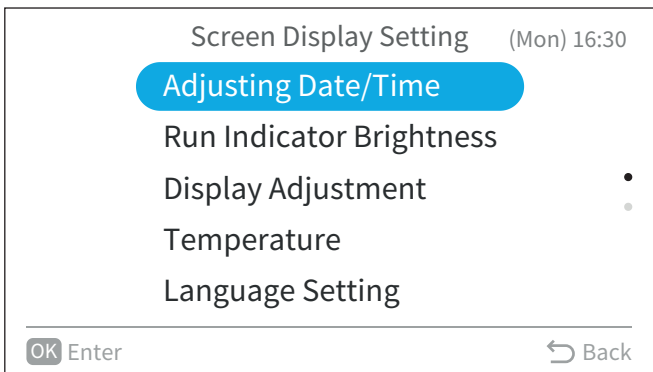 Screen Display Setting (Mon) 16:30
Adjusting Date/Time
Run Indicator Brightness
Display Adjustment
Temperature
Language Setting
OK Enter Back